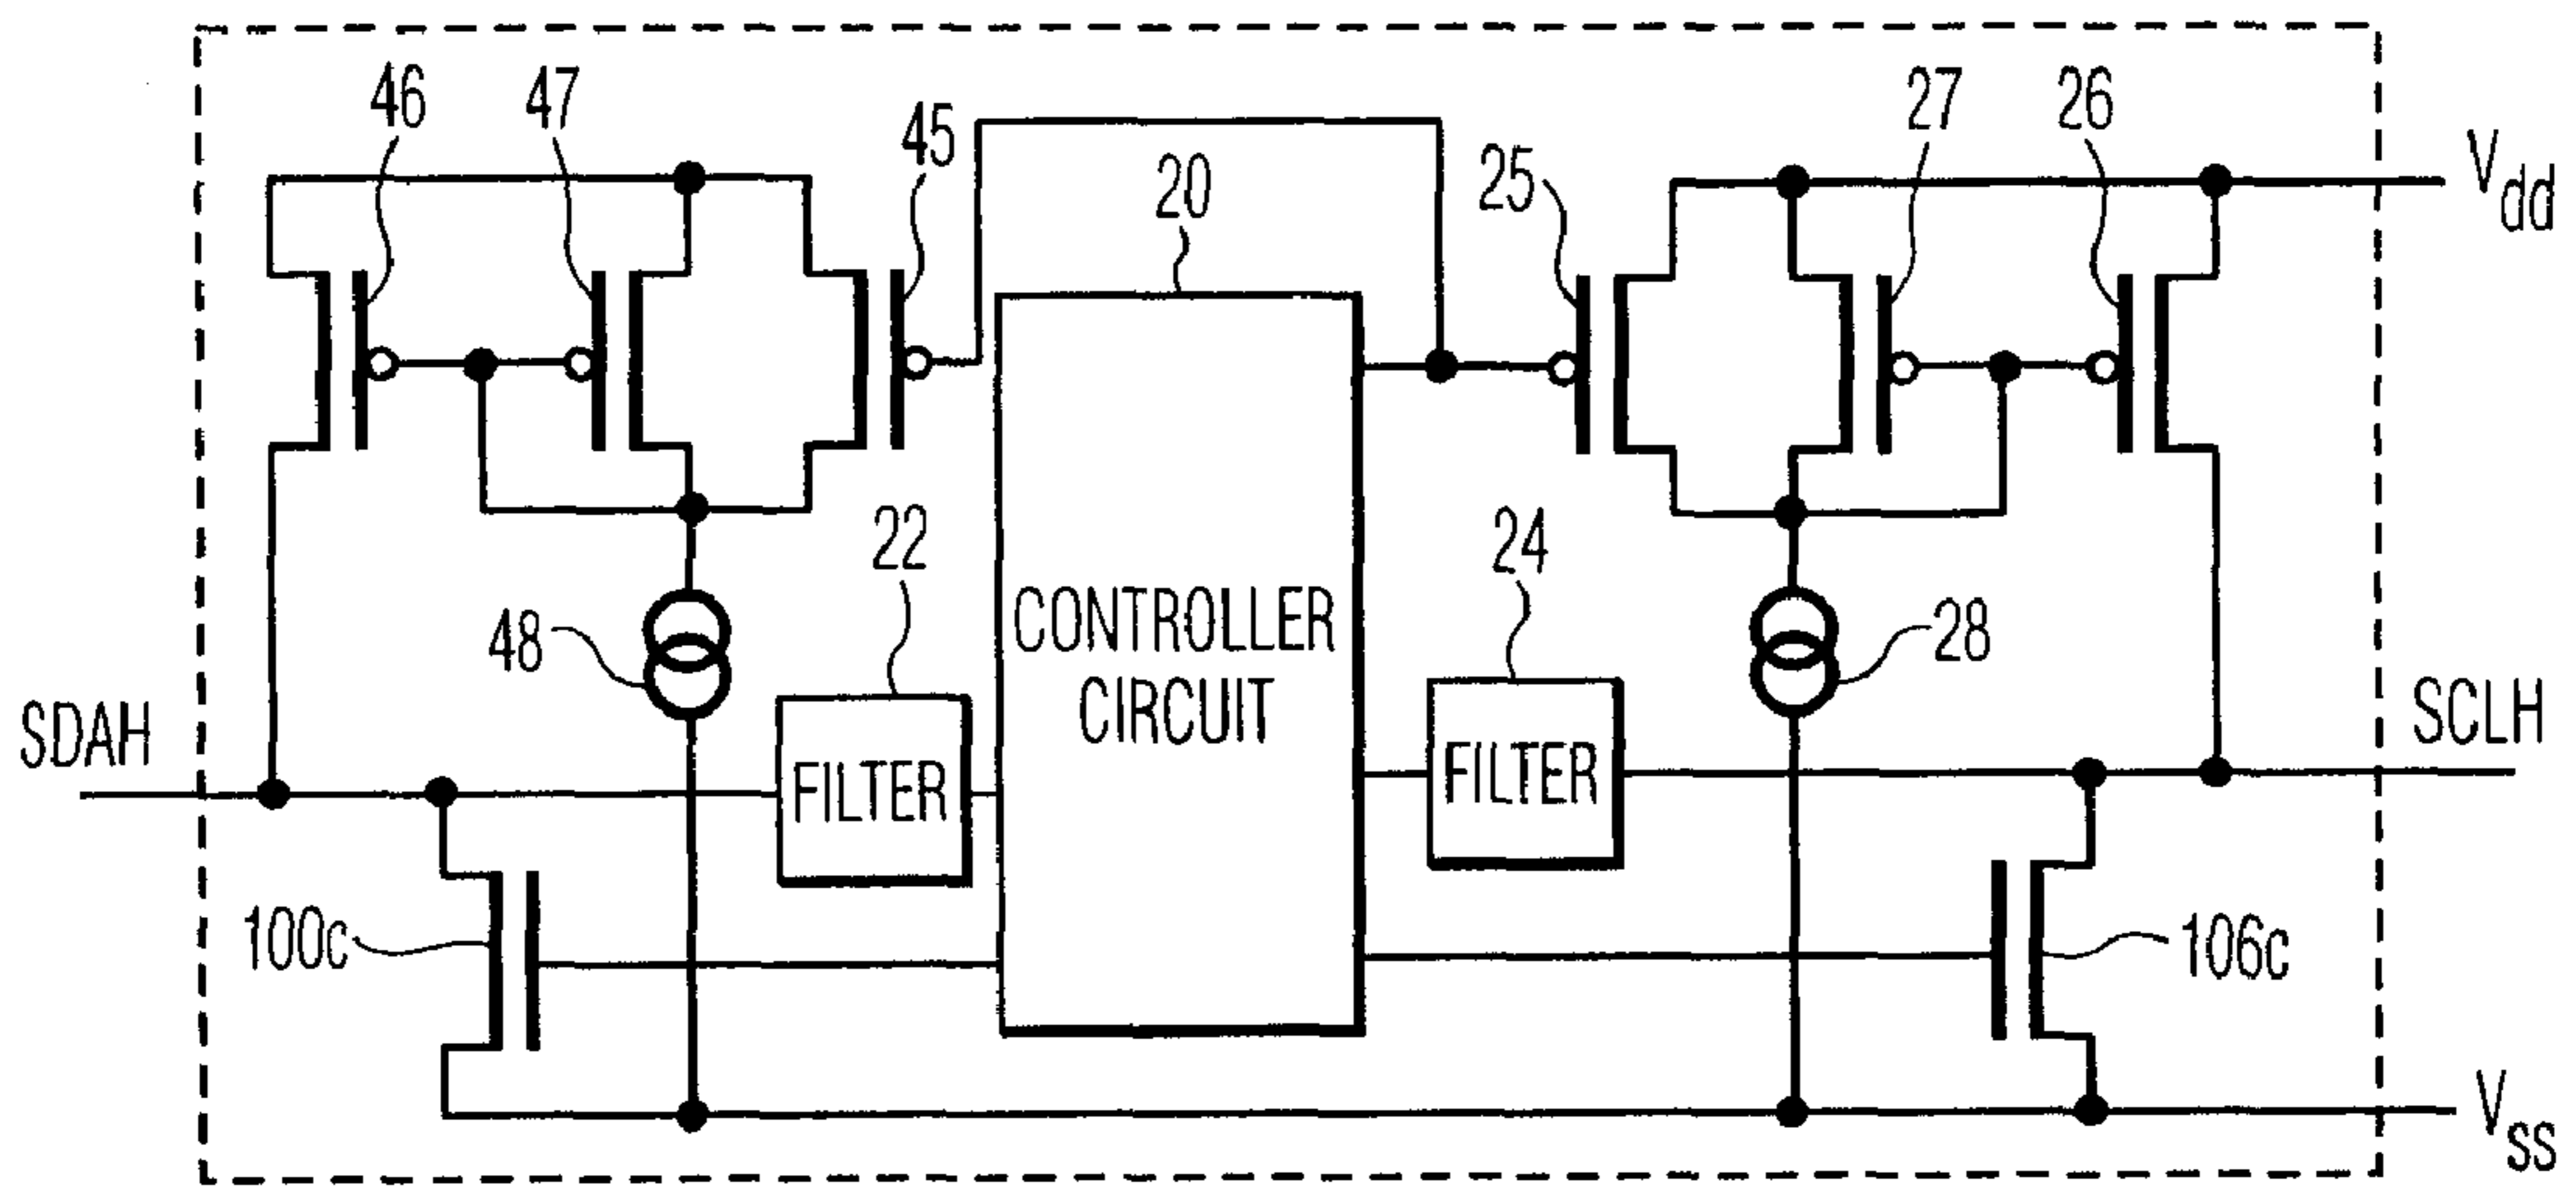 46
47
45
20
25
27
26
Vdd
22
24
48
CONTROLLER
CIRCUIT
28
SDAH
FILTER
FILTER
SCLH
100c
106c
Vss